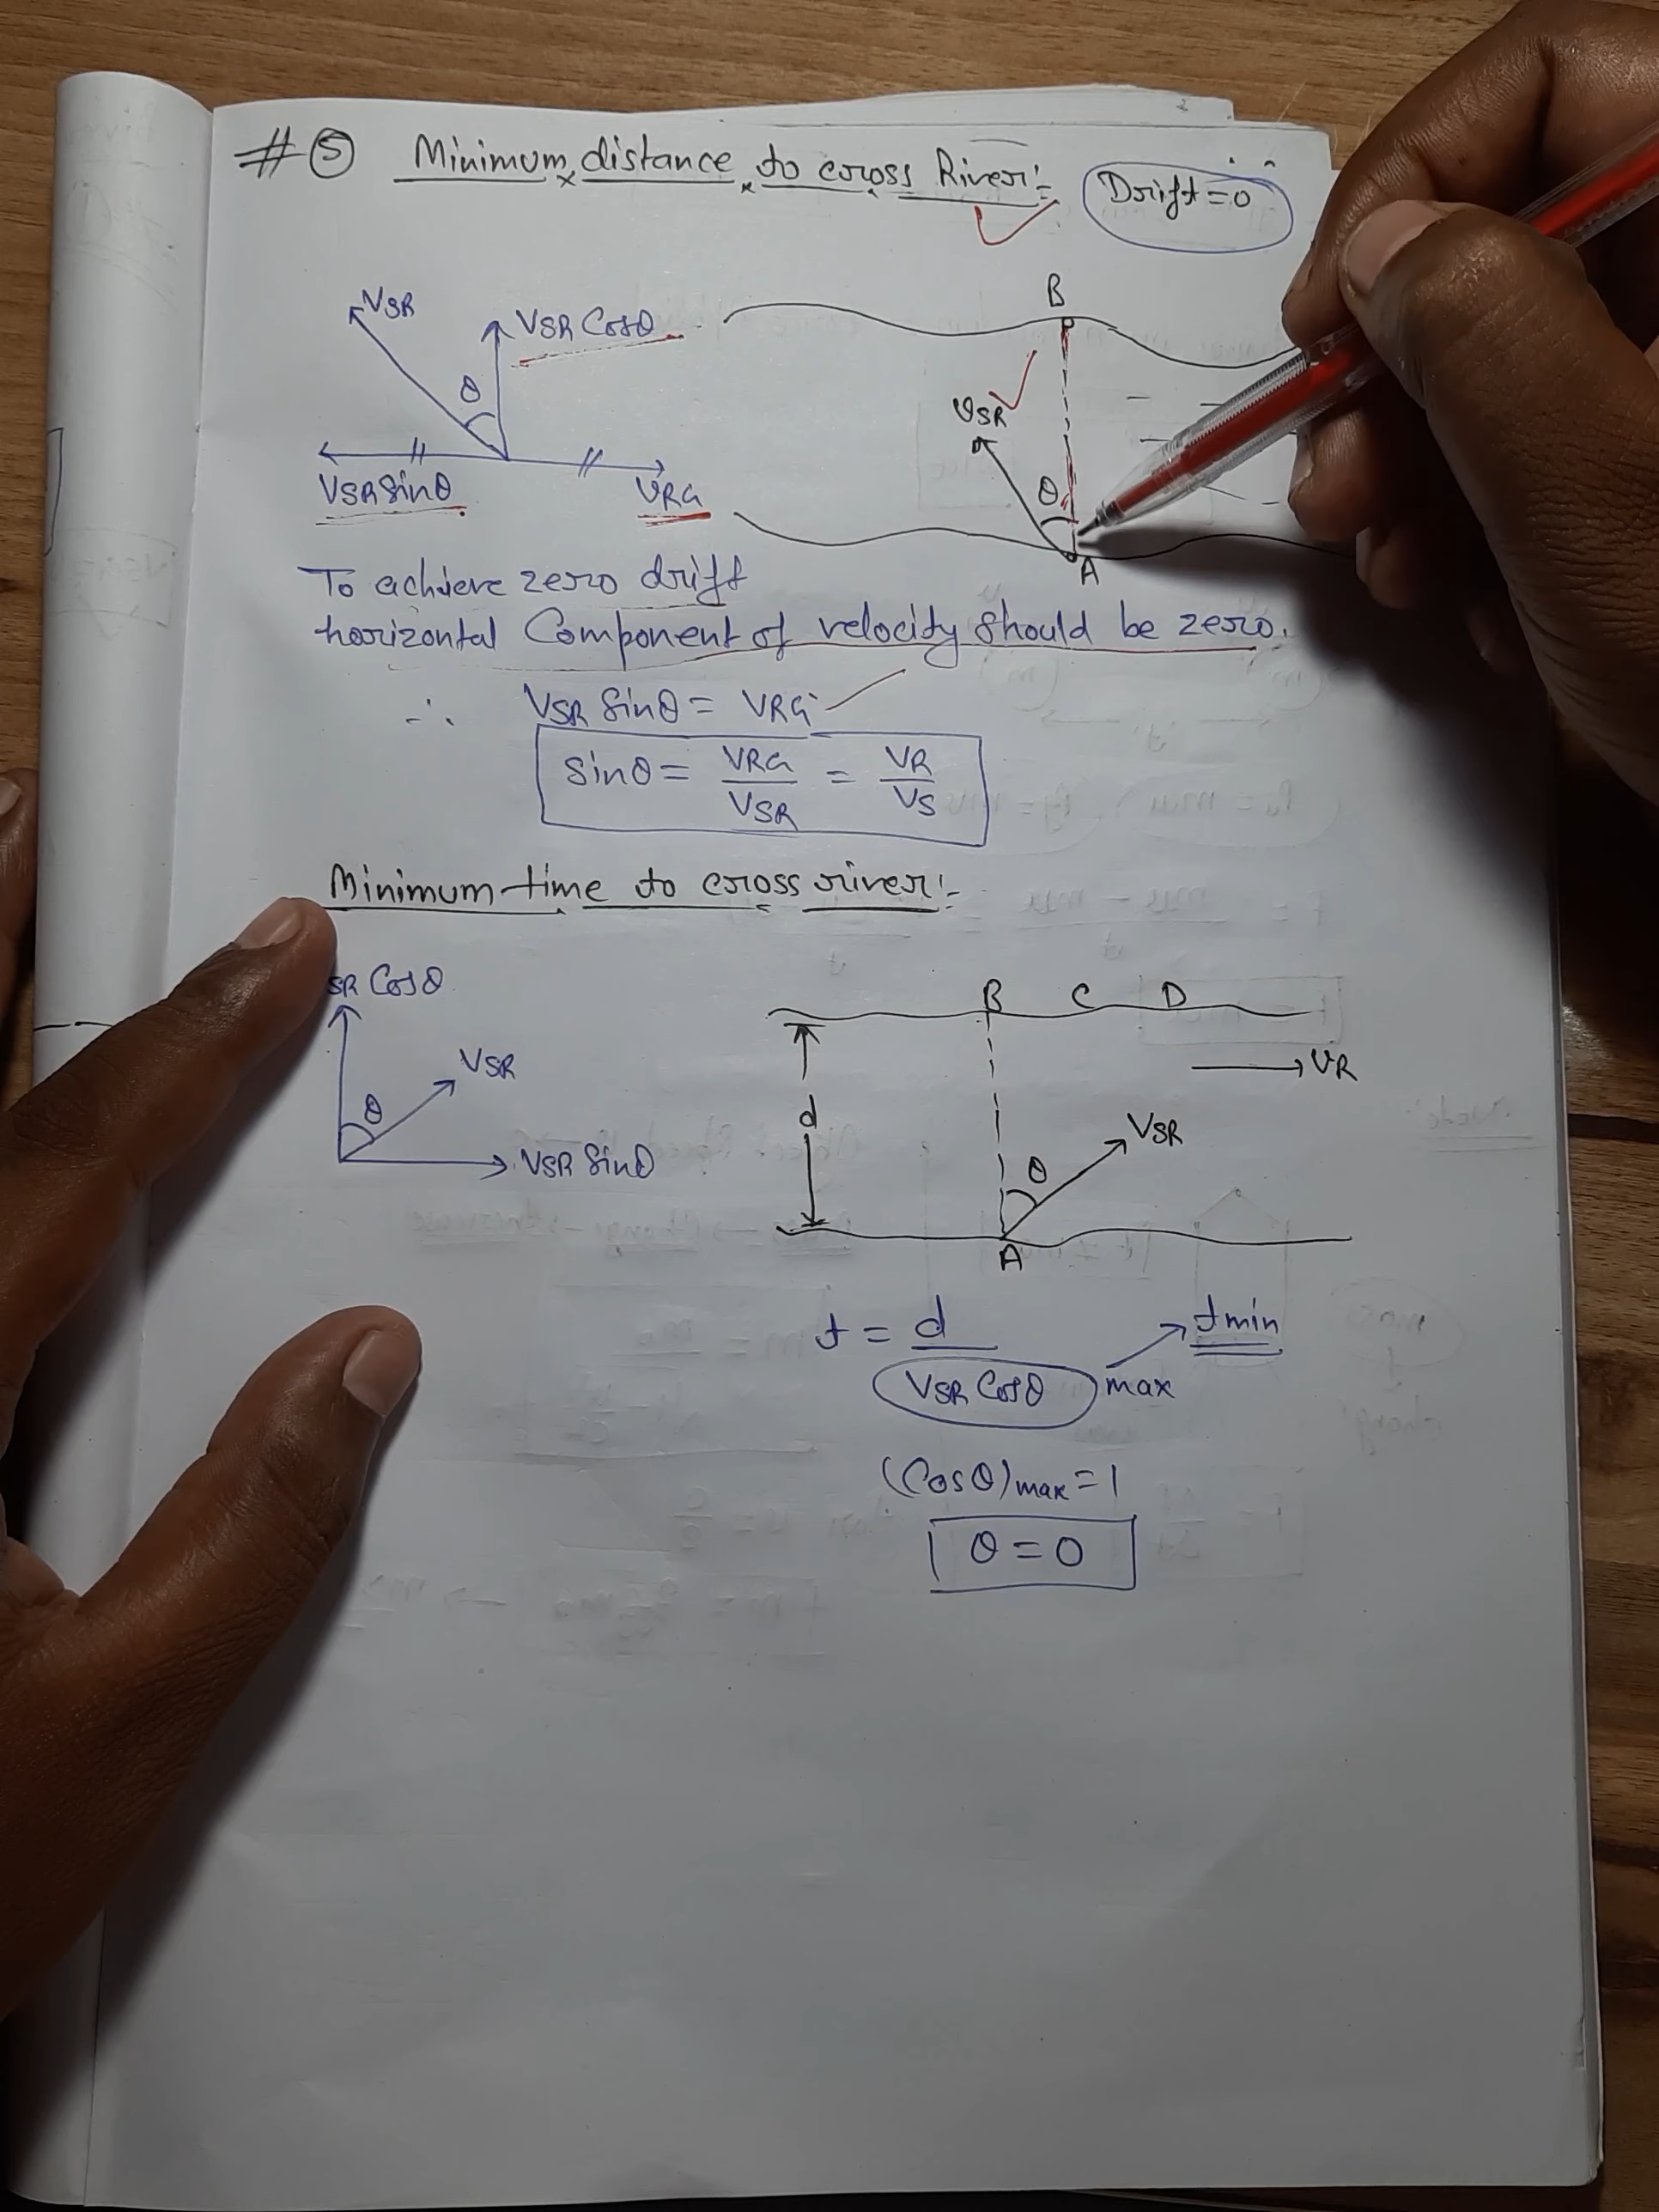 # ⑤ Minimum distance to cross River:- Drift = 0
VSR
VSR Cosθ
θ
VSR Sinθ
VRG
B
VSR
θ
A
To achieve zero drift
horizontal Component of velocity should be zero.
∴ VSR Sinθ = VRG
Sinθ = VRG/VSR = VR/VS
Minimum time to cross river:-
SR Cosθ
VSR
θ
VSR Sinθ
B C D
VR
d
VSR
θ
A
t = d / VSR Cosθ max → tmin
(Cosθ)max = 1
θ = 0